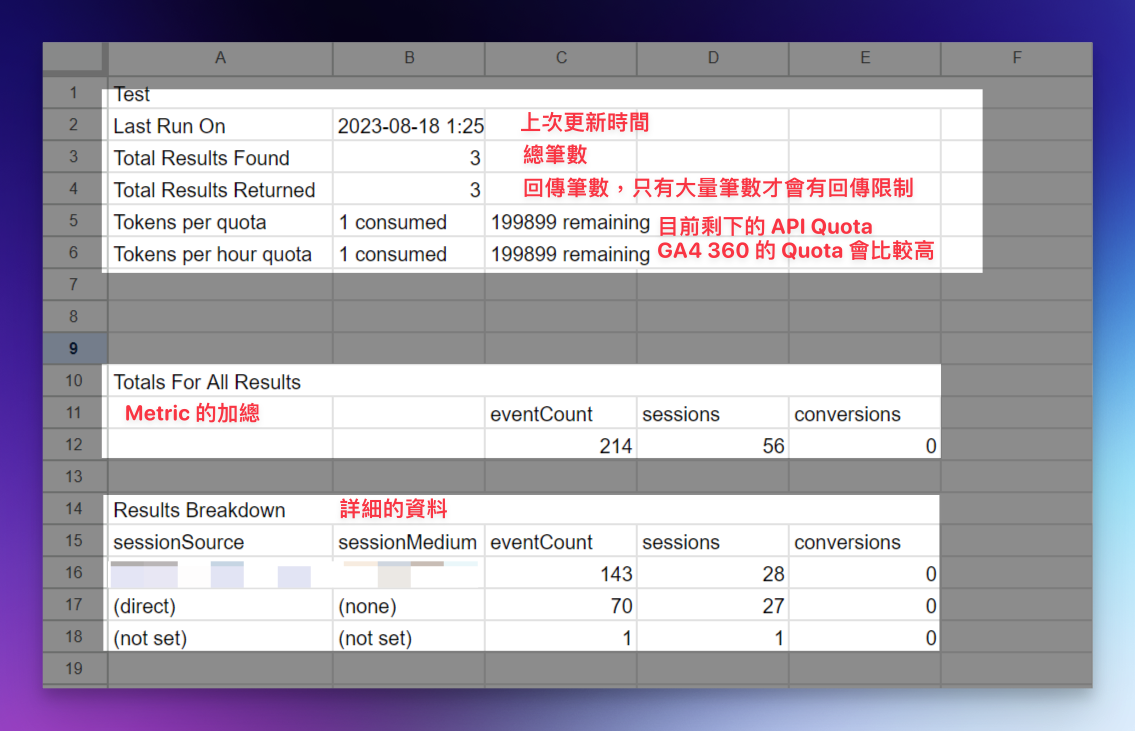 A B C D E F
1 Test
2 Last Run On 2023-08-18 1:25 上次更新時間
3 Total Results Found 3 總筆數
4 Total Results Returned 3 回傳筆數，只有大量筆數才會有回傳限制
5 Tokens per quota 1 consumed 199899 remaining 目前剩下的 API Quota
6 Tokens per hour quota 1 consumed 199899 remaining GA4 360 的 Quota 會比較高
7
8
9
10 Totals For All Results
11 Metric 的加總 eventCount sessions conversions
12 214 56 0
13
14 Results Breakdown 詳細的資料
15 sessionSource sessionMedium eventCount sessions conversions
16 143 28 0
17 (direct) (none) 70 27 0
18 (not set) (not set) 1 1 0
19